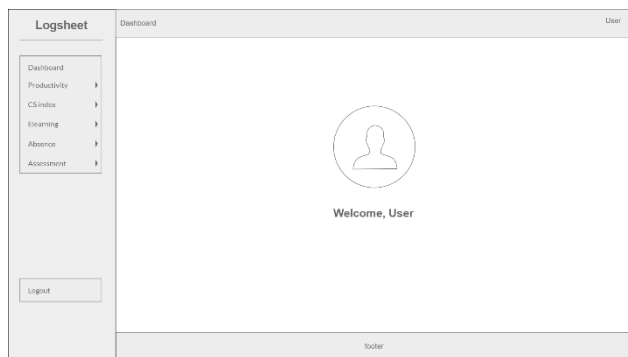 Logsheet
Dashboard
User
Dashboard
Productivity
CS index
Elearning
Absence
Assessment
Logout
Welcome, User
footer